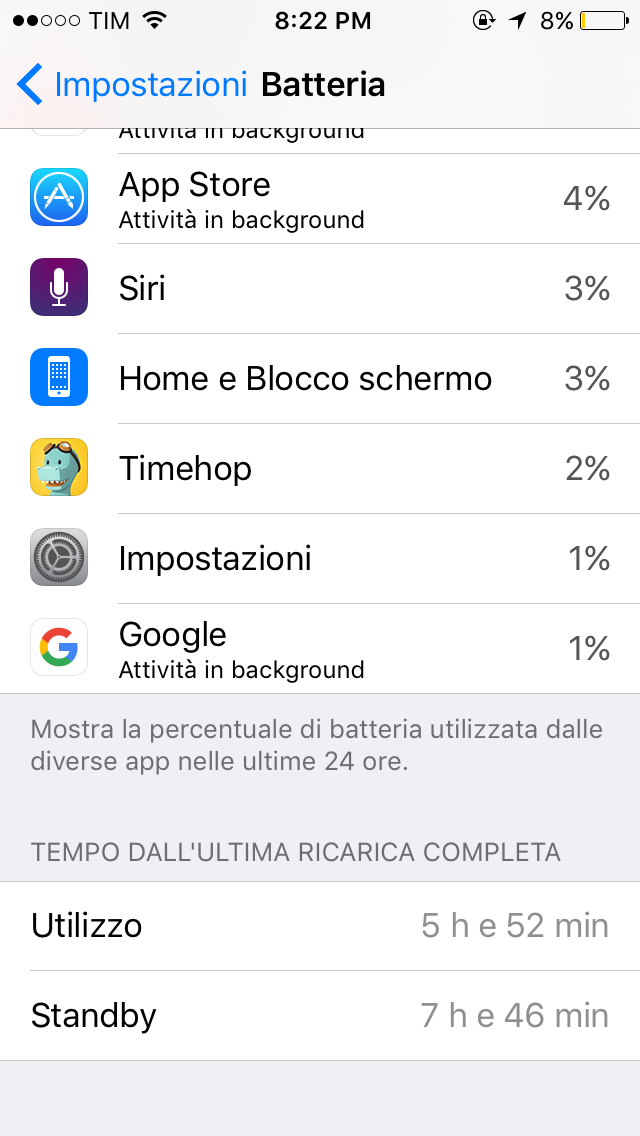 TIM 8:22 PM 8%
Impostazioni Batteria
Attività in background
App Store 4%
Attività in background
Siri 3%
Home e Blocco schermo 3%
Timehop 2%
Impostazioni 1%
Google 1%
Attività in background
Mostra la percentuale di batteria utilizzata dalle
diverse app nelle ultime 24 ore.
TEMPO DALL'ULTIMA RICARICA COMPLETA
Utilizzo 5 h e 52 min
Standby 7 h e 46 min